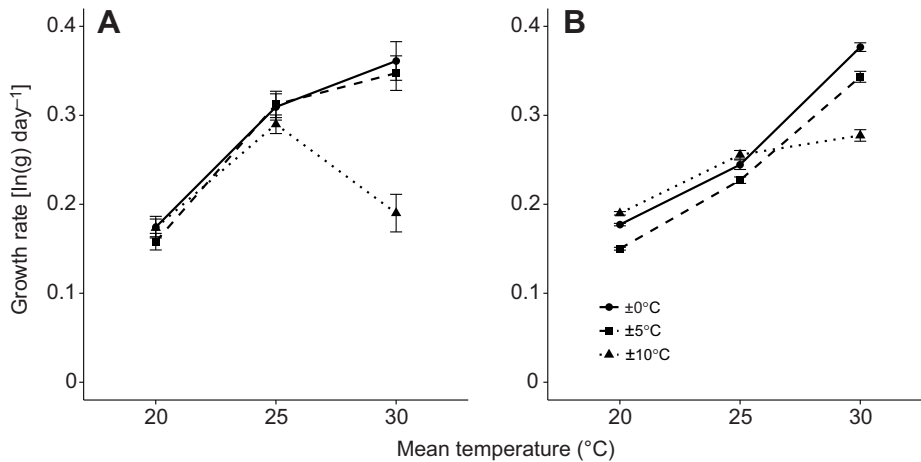 A
B
Growth rate [ln(g) day–1]
0.4
0.3
0.2
0.1
0
20
25
30
20
25
30
±0°C
±5°C
±10°C
Mean temperature (°C)